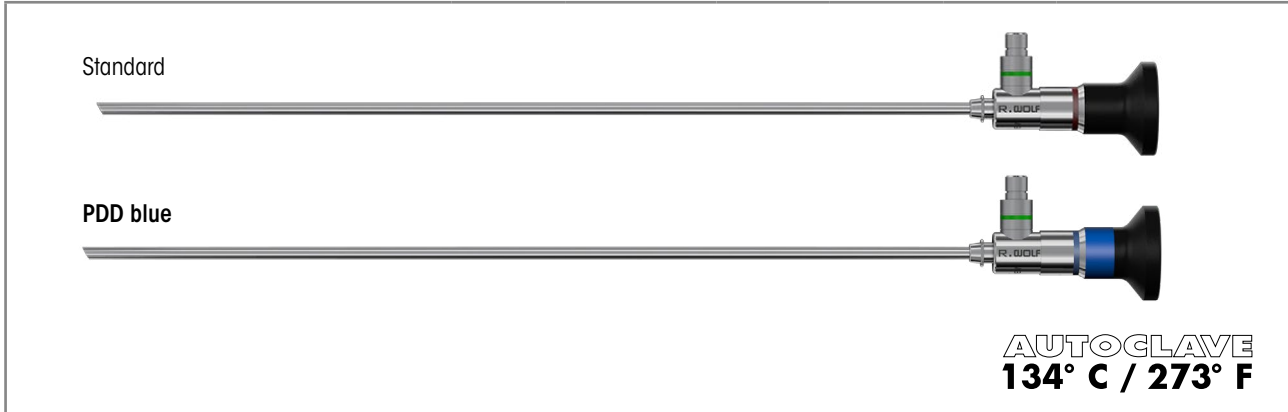 Standard
R.WOLF
PDD blue
R.WOLF
AUTOCLAVE
134° C / 273° F